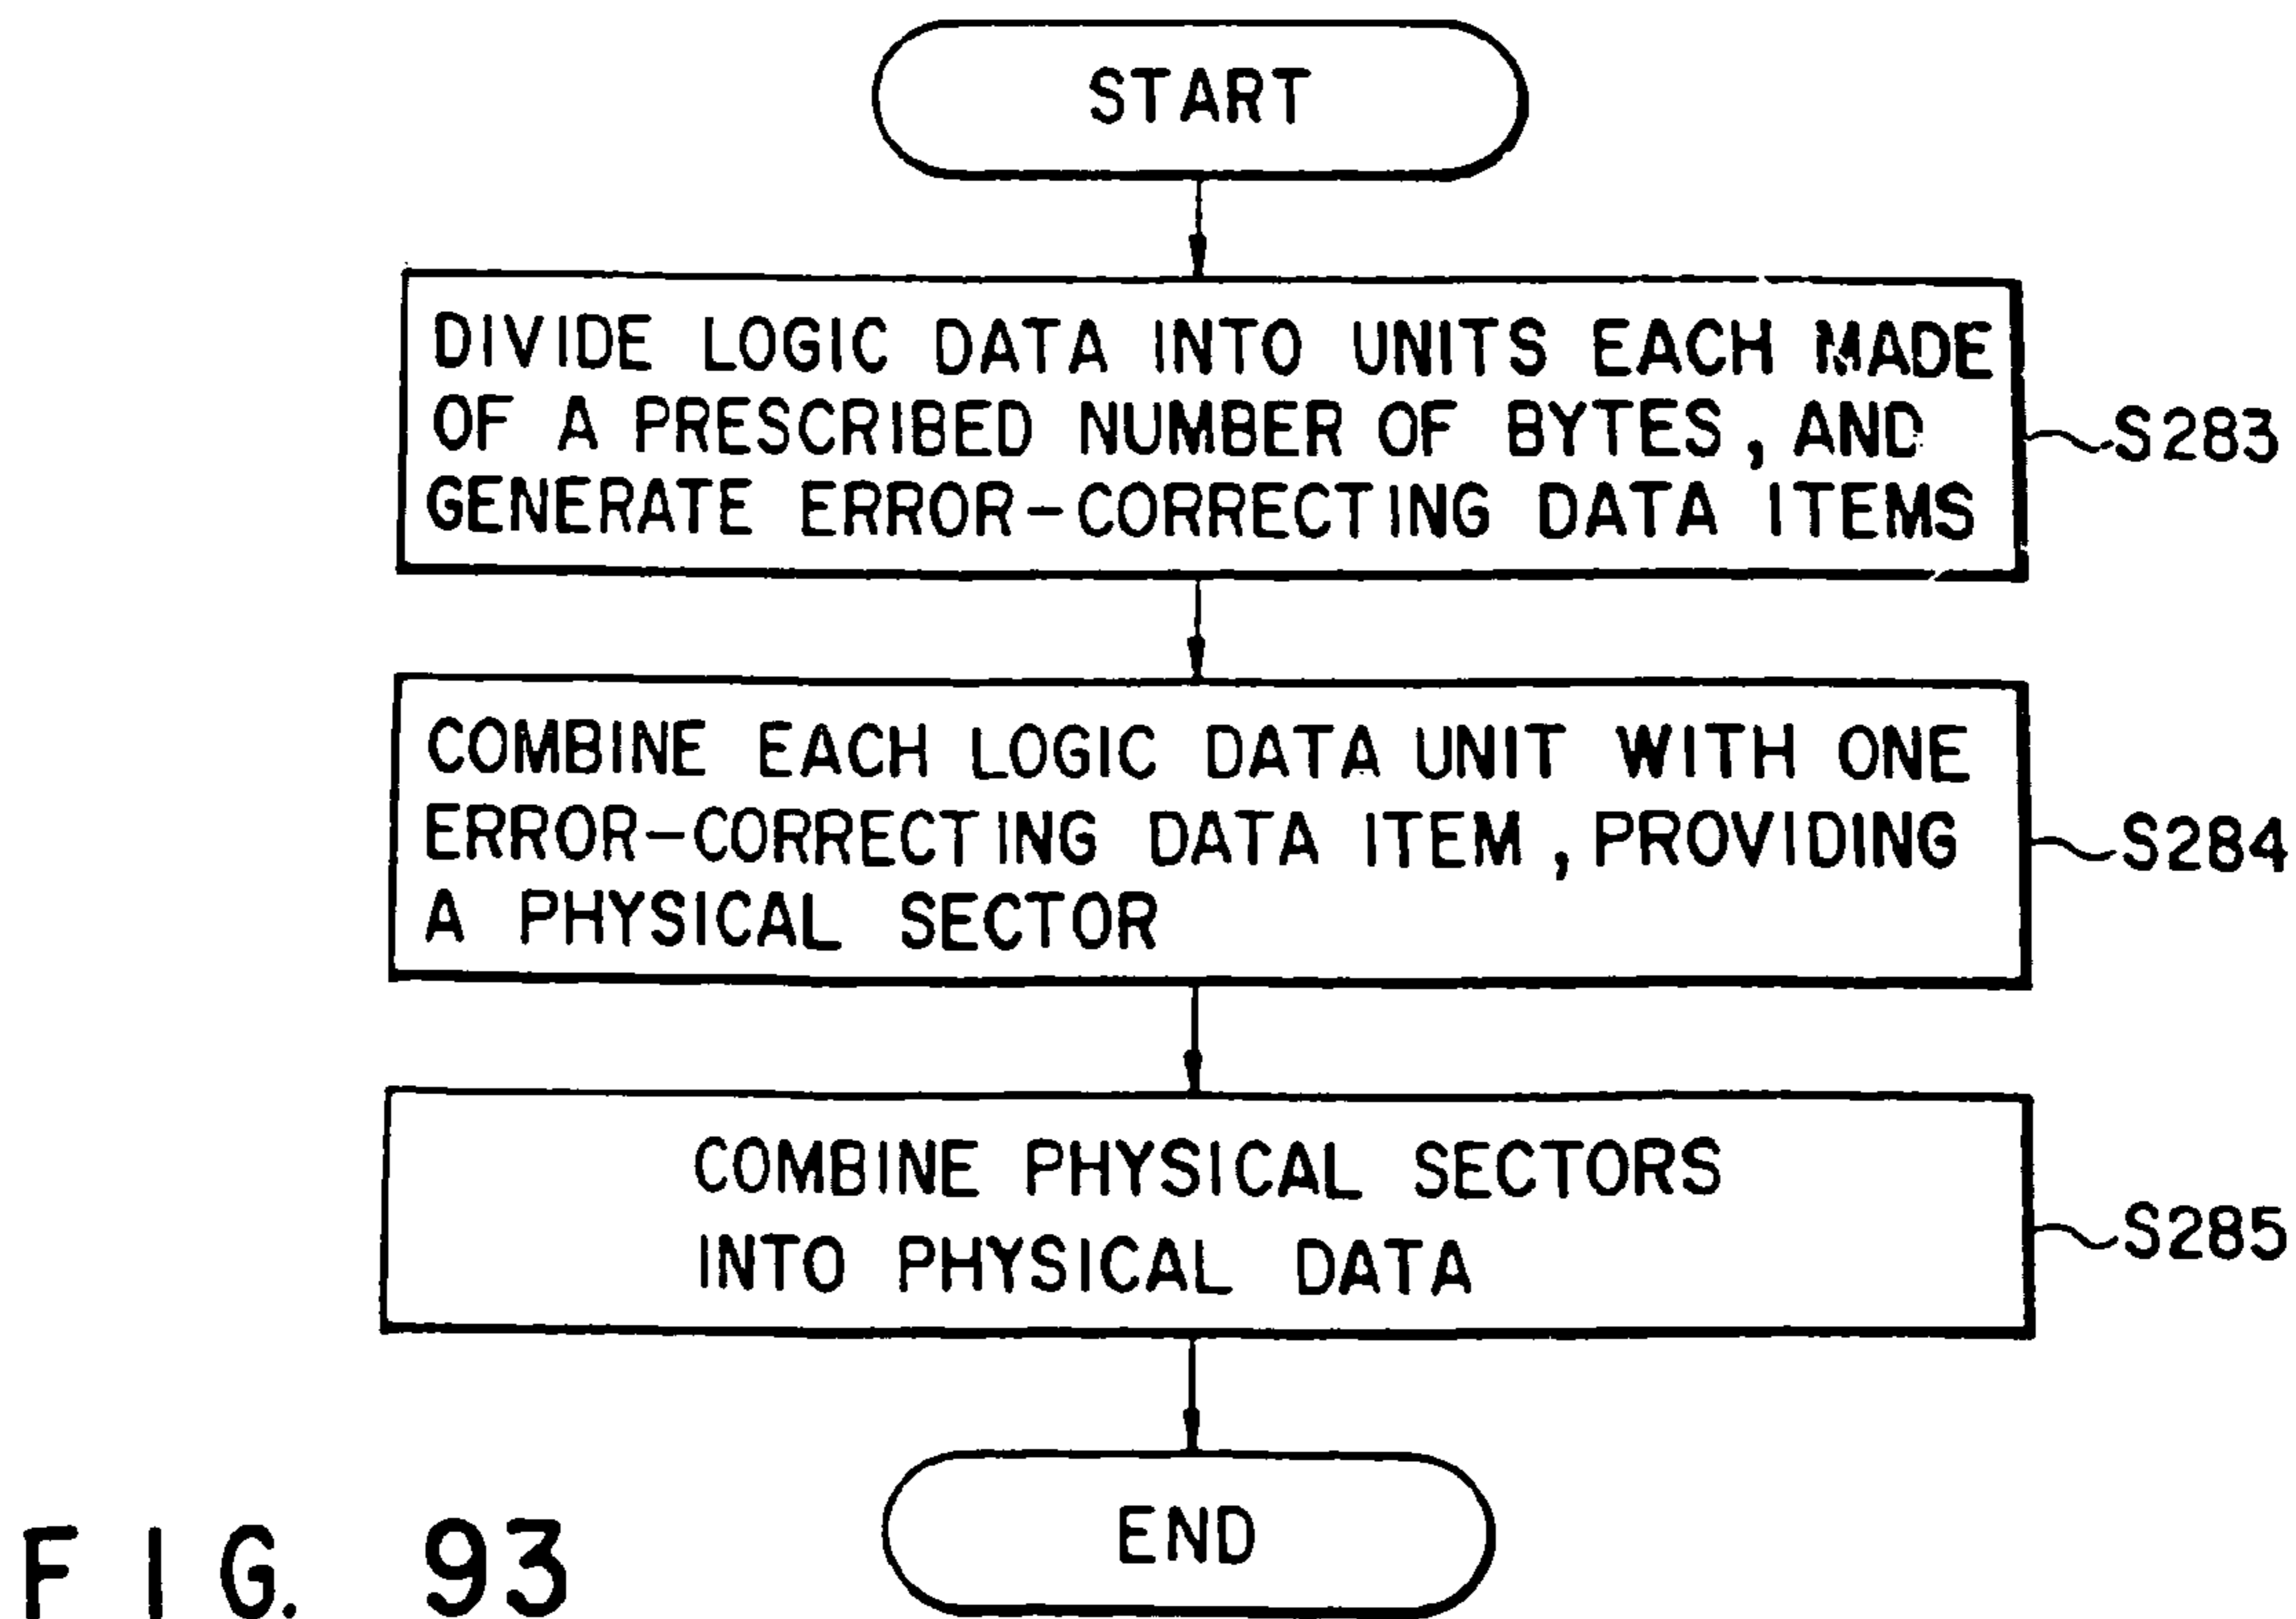 START
DIVIDE LOGIC DATA INTO UNITS EACH MADE
OF A PRESCRIBED NUMBER OF BYTES, AND
GENERATE ERROR-CORRECTING DATA ITEMS
S283
COMBINE EACH LOGIC DATA UNIT WITH ONE
ERROR-CORRECTING DATA ITEM, PROVIDING
A PHYSICAL SECTOR
S284
COMBINE PHYSICAL SECTORS
INTO PHYSICAL DATA
S285
END
FIG. 93